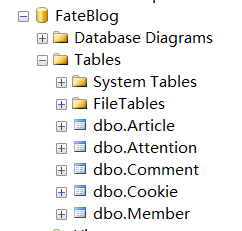 FateBlog
Database Diagrams
Tables
System Tables
FileTables
dbo.Article
dbo.Attention
dbo.Comment
dbo.Cookie
dbo.Member